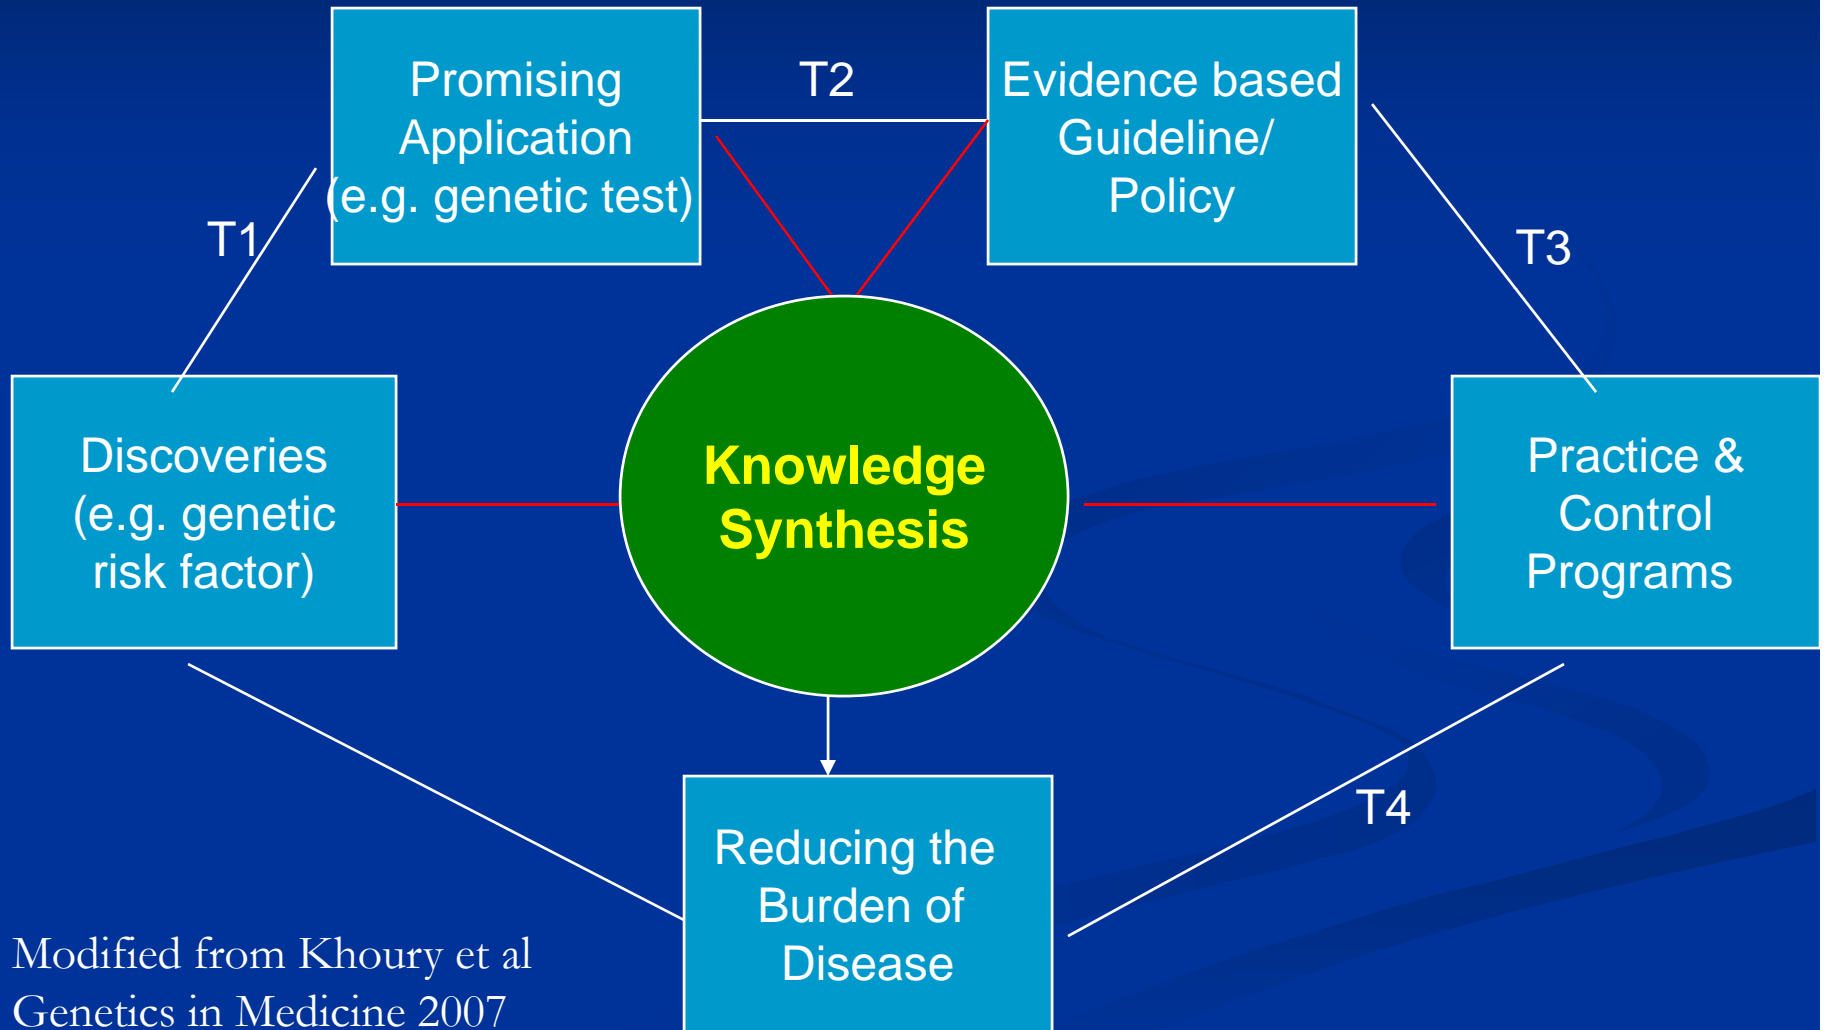 Promising
Application
(e.g. genetic test)
T2
Evidence based
Guideline/
Policy
T1
T3
Discoveries
(e.g. genetic
risk factor)
Knowledge
Synthesis
Practice &
Control
Programs
T4
Reducing the
Burden of
Disease
Modified from Khoury et al
Genetics in Medicine 2007